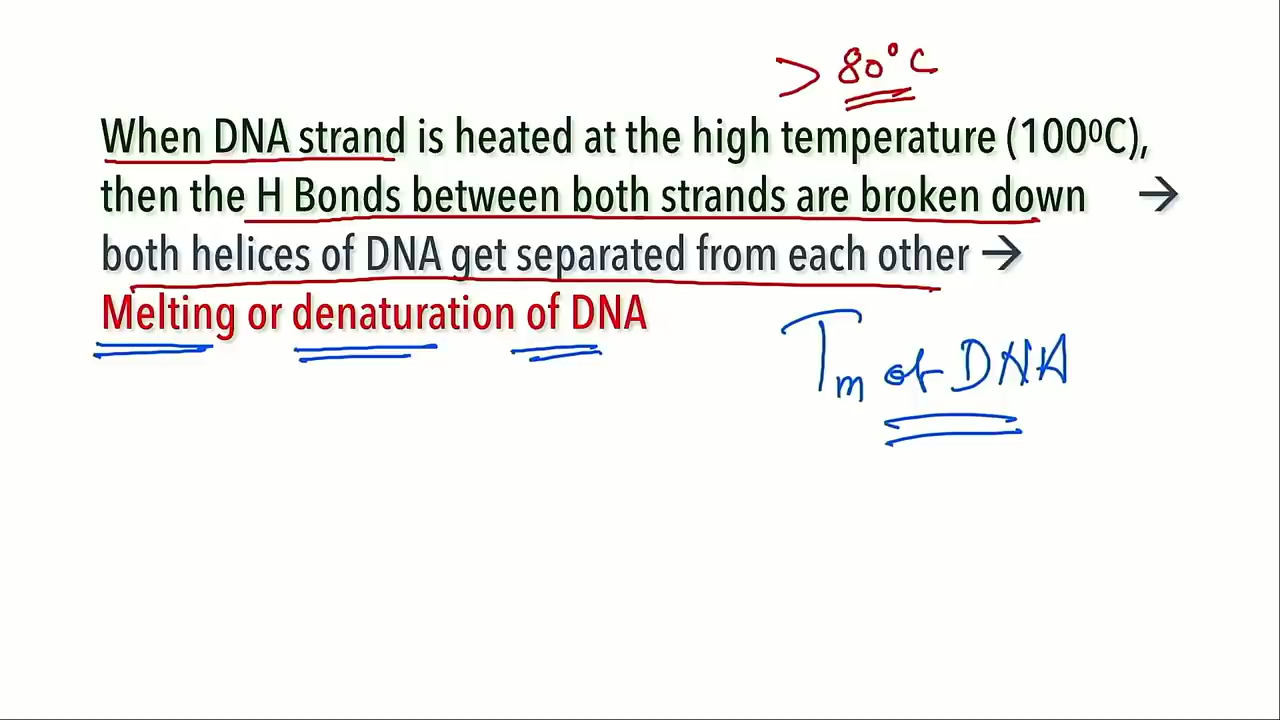 > 80°C
When DNA strand is heated at the high temperature (100⁰C),
then the H Bonds between both strands are broken down →
both helices of DNA get separated from each other →
Melting or denaturation of DNA
Tm of DNA